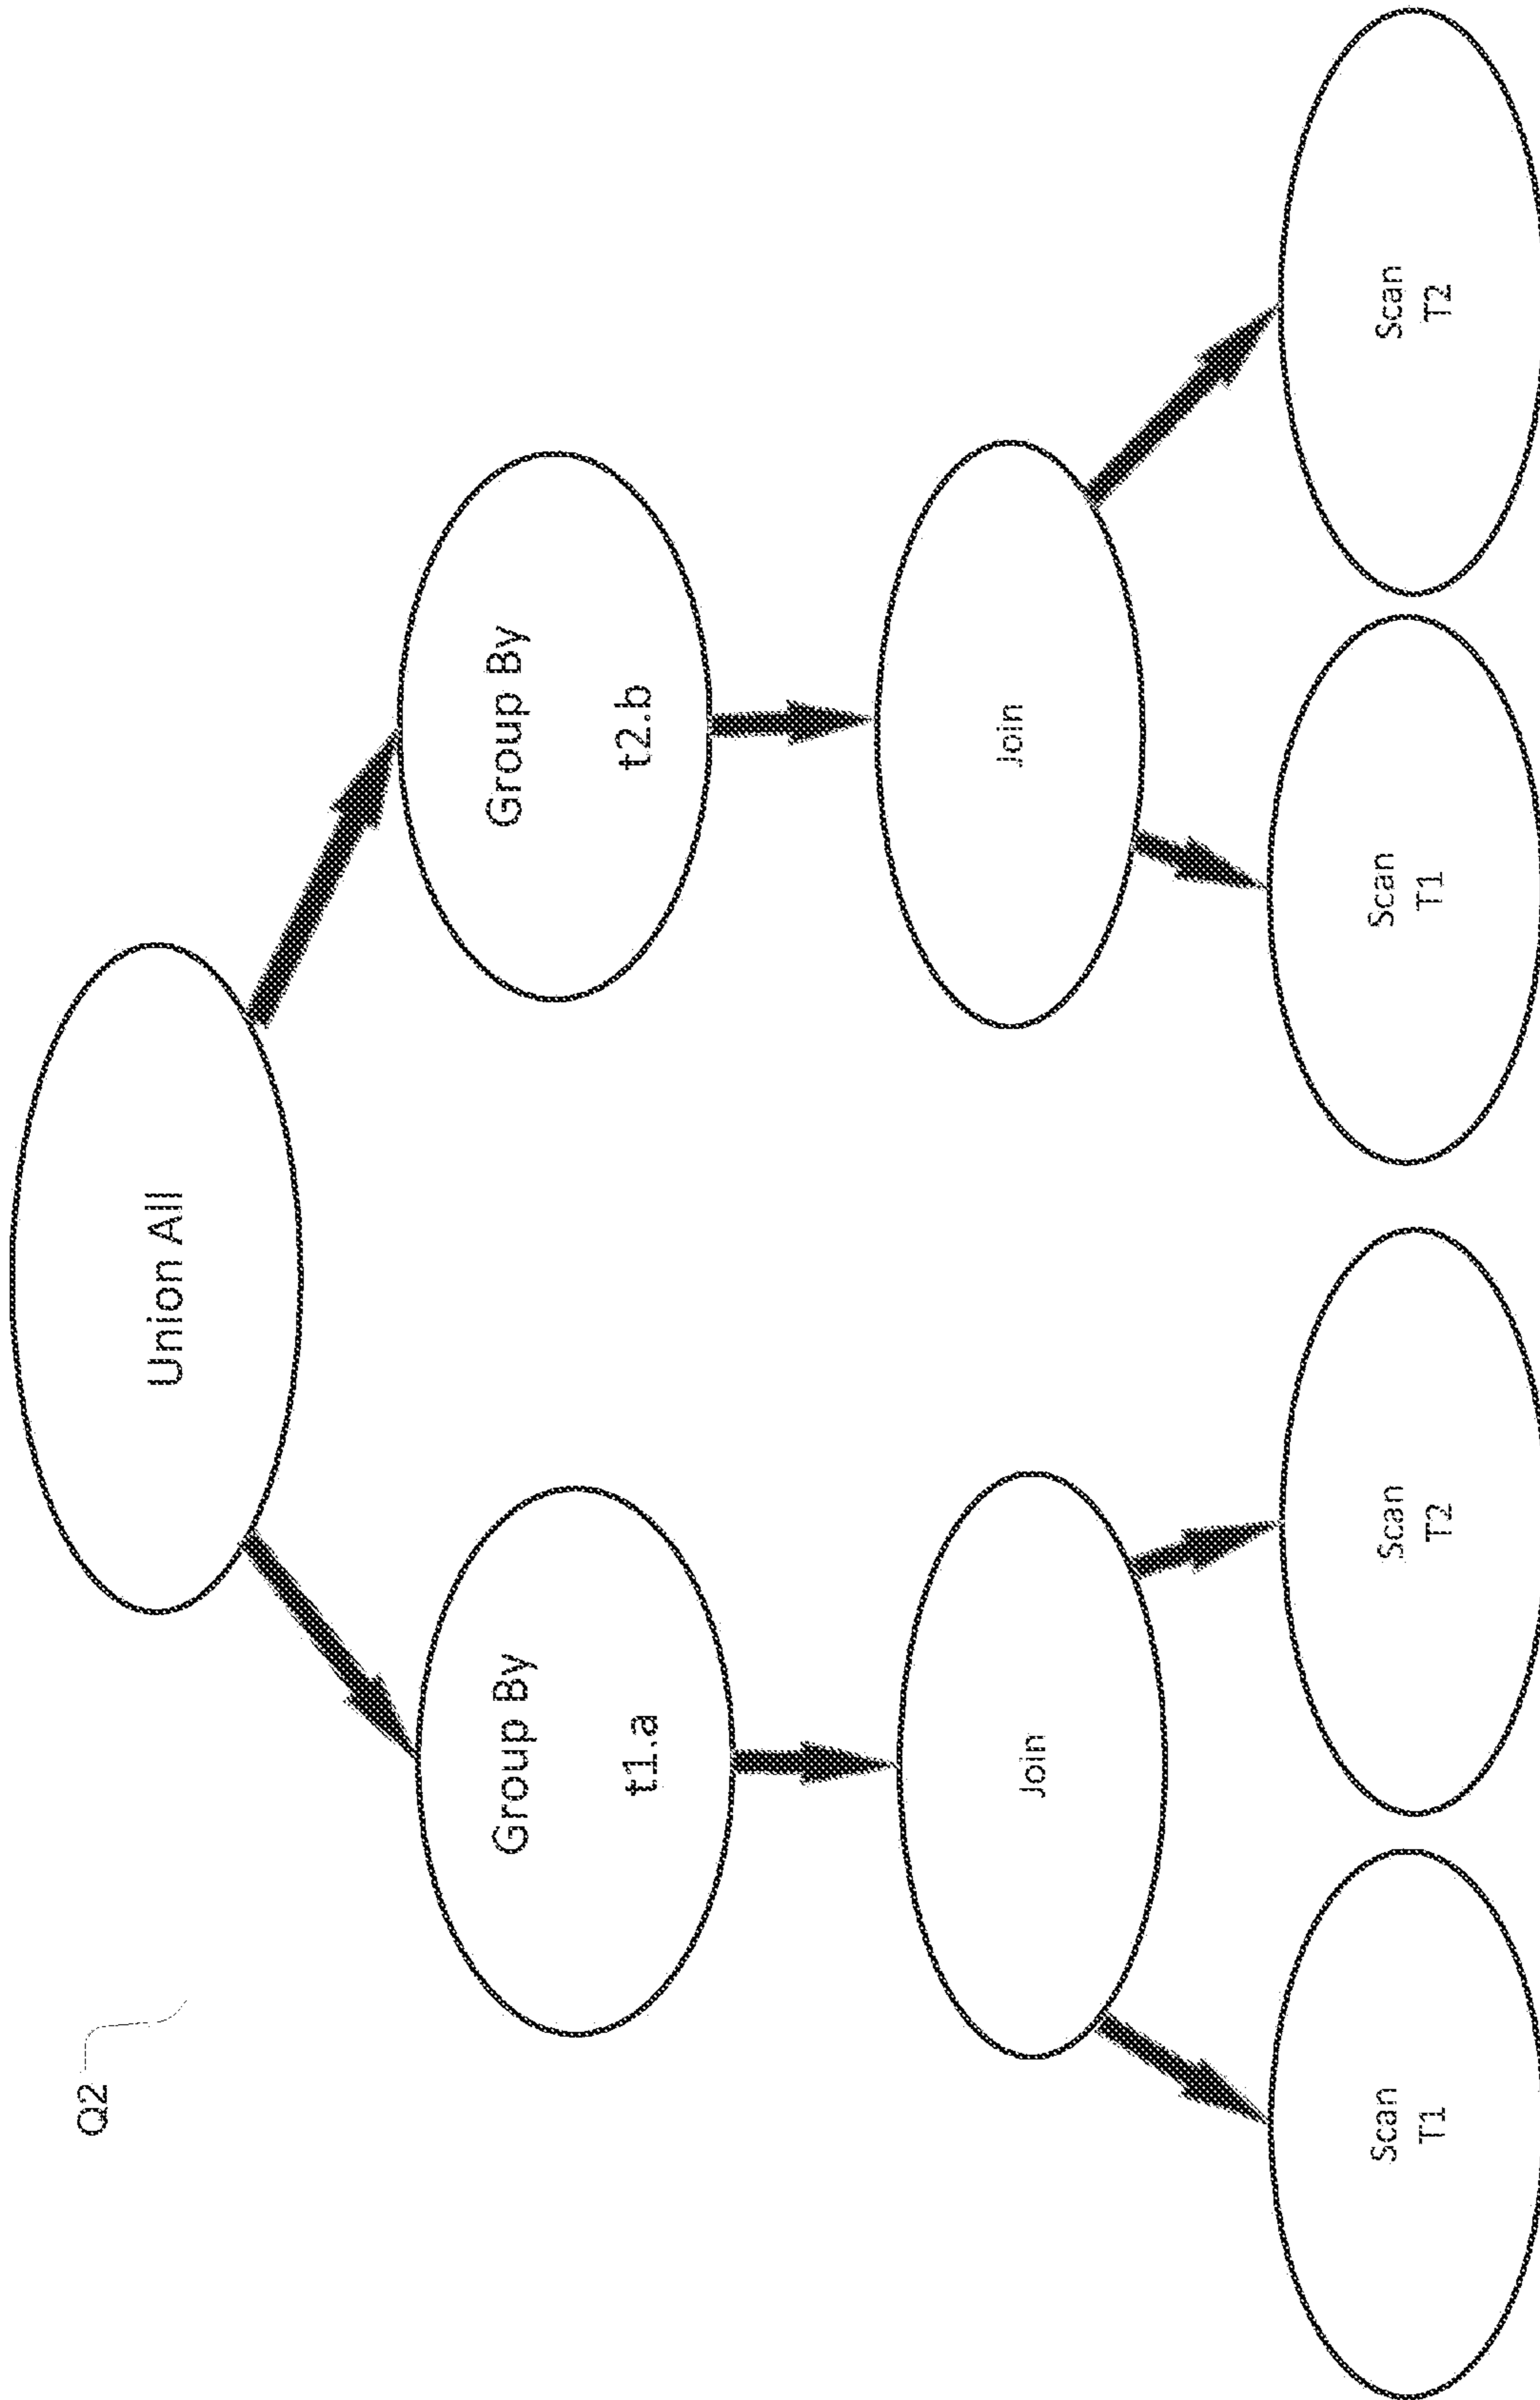 Q2
Union All
Group By
t1.a
Group By
t2.b
Join
Join
Scan
T1
Scan
T2
Scan
T1
Scan
T2